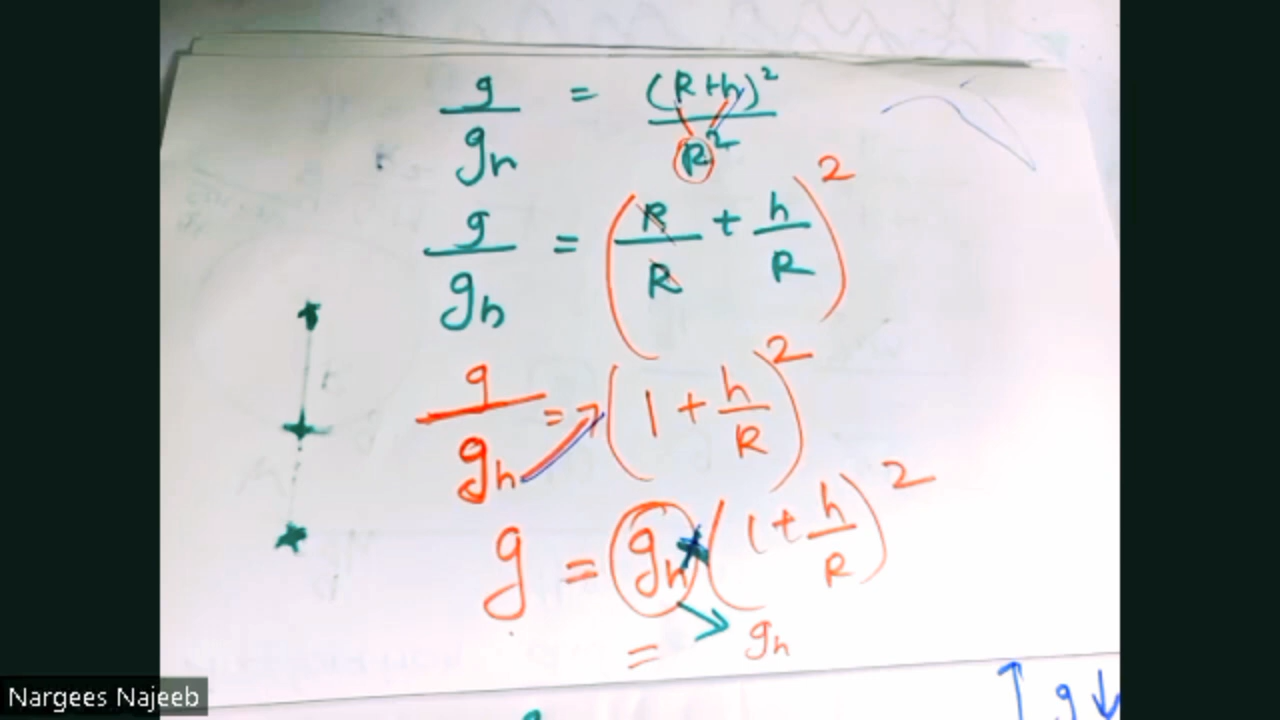 g/gh = (R+h)²/R²
g/gh = (R/R + h/R)²
g/gh = (1 + h/R)²
g = gh × (1 + h/R)²
= gh
↑ g ↓
Nargees Najeeb